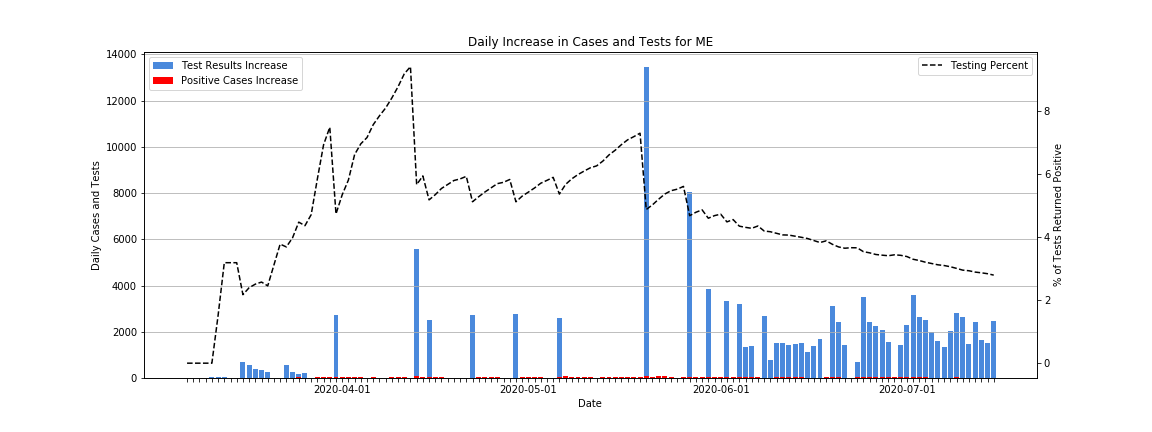 Daily Increase in Cases and Tests for ME
Test Results Increase
Positive Cases Increase
Testing Percent
14000
12000
10000
8000
6000
4000
2000
0
Daily Cases and Tests
8
6
4
2
0
% of Tests Returned Positive
2020-04-01
2020-05-01
2020-06-01
2020-07-01
Date